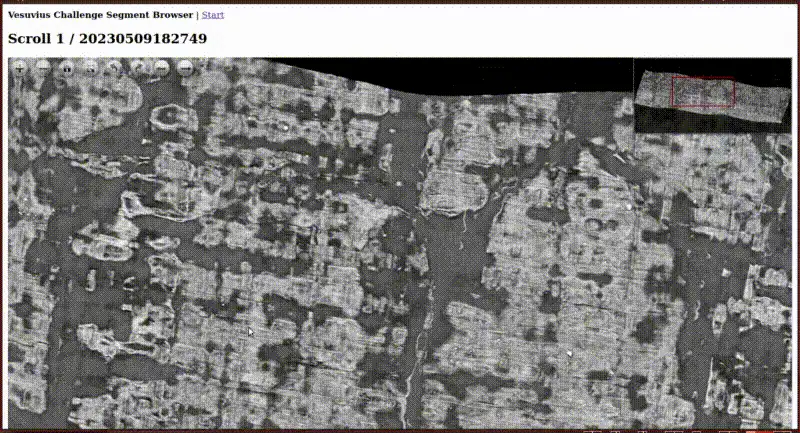 Vesuvius Challenge Segment Browser | Start
Scroll 1 / 20230509182749